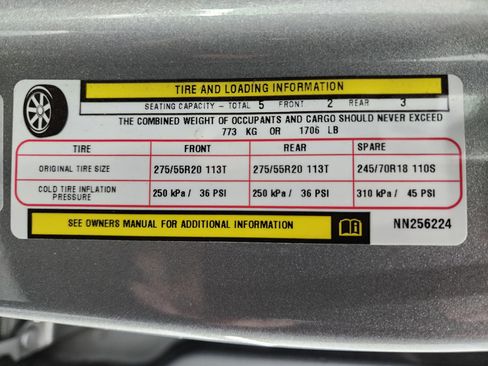 TIRE AND LOADING INFORMATION
SEATING CAPACITY - TOTAL 5 FRONT 2 REAR 3
THE COMBINED WEIGHT OF OCCUPANTS AND CARGO SHOULD NEVER EXCEED
773 KG OR 1706 LB
TIRE FRONT REAR SPARE
ORIGINAL TIRE SIZE 275/55R20 113T 275/55R20 113T 245/70R18 110S
COLD TIRE INFLATION PRESSURE 250 kPa / 36 PSI 250 kPa / 36 PSI 310 kPa / 45 PSI
SEE OWNERS MANUAL FOR ADDITIONAL INFORMATION NN256224